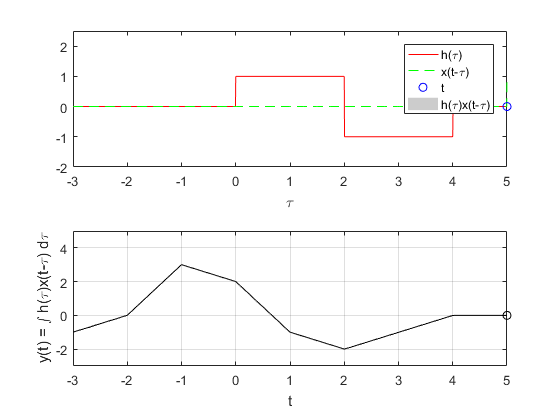 2
1
0
-1
-2
-3 -2 -1 0 1 2 3 4 5
τ
h(τ)
x(t-τ)
t
h(τ)x(t-τ)
y(t) = ∫ h(τ)x(t-τ) dτ
4
2
0
-2
-3 -2 -1 0 1 2 3 4 5
t